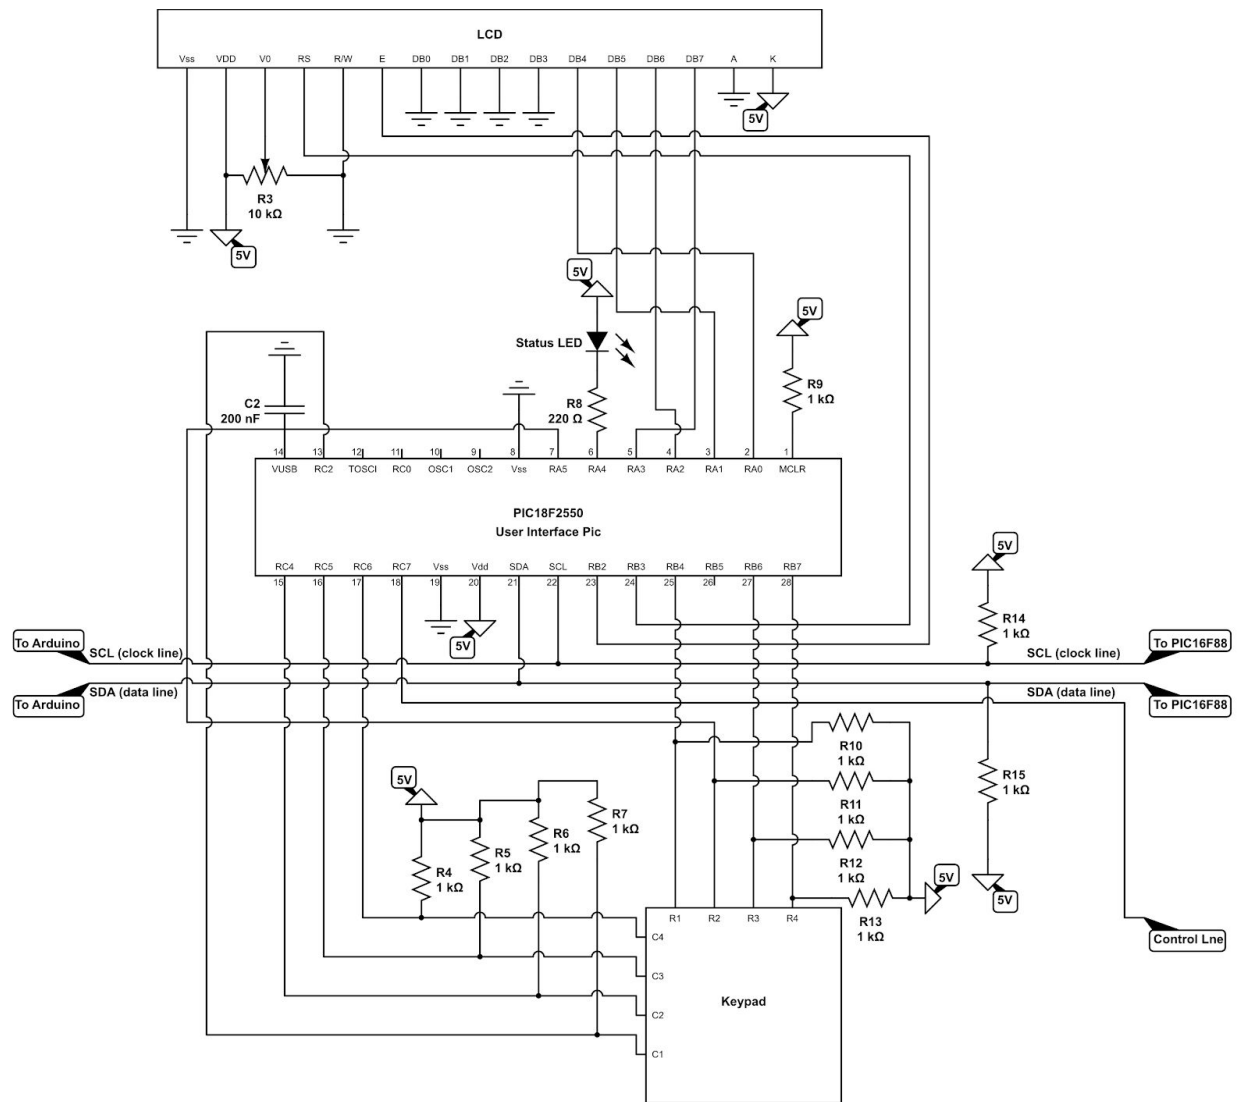 LCD
Vss VDD V0 RS R/W E DB0 DB1 DB2 DB3 DB4 DB5 DB6 DB7 A K
5V
R3
10 kΩ
5V
5V
5V
Status LED
R9
1 kΩ
C2
200 nF
R8
220 Ω
14 13 12 11 10 9 8 7 6 5 4 3 2 1
VUSB RC2 TOSCI RC0 OSC1 OSC2 Vss RA5 RA4 RA3 RA2 RA1 RA0 MCLR
PIC18F2550
User Interface Pic
RC4 RC5 RC6 RC7 Vss Vdd SDA SCL RB2 RB3 RB4 RB5 RB6 RB7
15 16 17 18 19 20 21 22 23 24 25 26 27 28
5V
5V
R14
1 kΩ
To Arduino
SCL (clock line)
SCL (clock line)
To PIC16F88
To Arduino
SDA (data line)
SDA (data line)
To PIC16F88
R10
1 kΩ
R11
1 kΩ
R12
1 kΩ
R13
1 kΩ
5V
R15
1 kΩ
5V
5V
R4
1 kΩ
R5
1 kΩ
R6
1 kΩ
R7
1 kΩ
Control Lne
R1 R2 R3 R4
C4
C3
Keypad
C2
C1